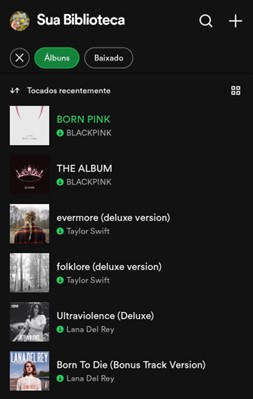 Sua Biblioteca
Álbuns
Baixado
Tocados recentemente
BORN PINK
BLACKPINK
THE ALBUM
BLACKPINK
evermore (deluxe version)
Taylor Swift
folklore (deluxe version)
Taylor Swift
Ultraviolence (Deluxe)
Lana Del Rey
LANA DEL REY
Born To Die (Bonus Track Version)
Lana Del Rey